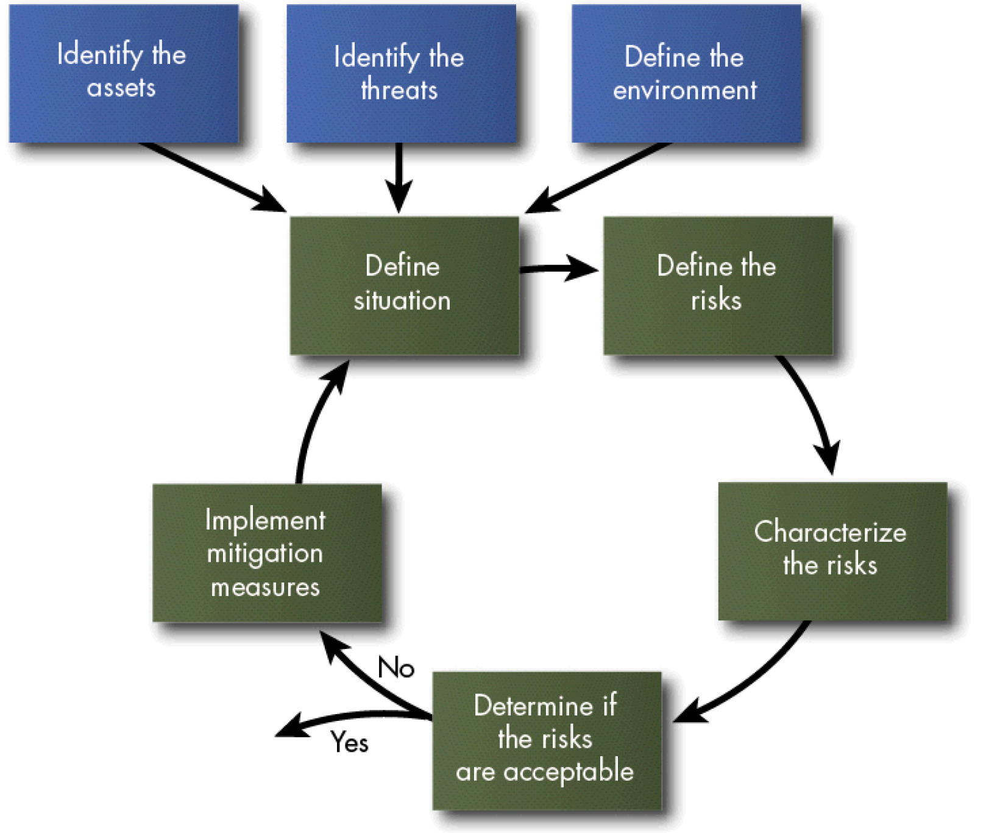 Identify the
assets
Identify the
threats
Define the
environment
Define
situation
Define the
risks
Implement
mitigation
measures
Characterize
the risks
No
Yes
Determine if
the risks
are acceptable